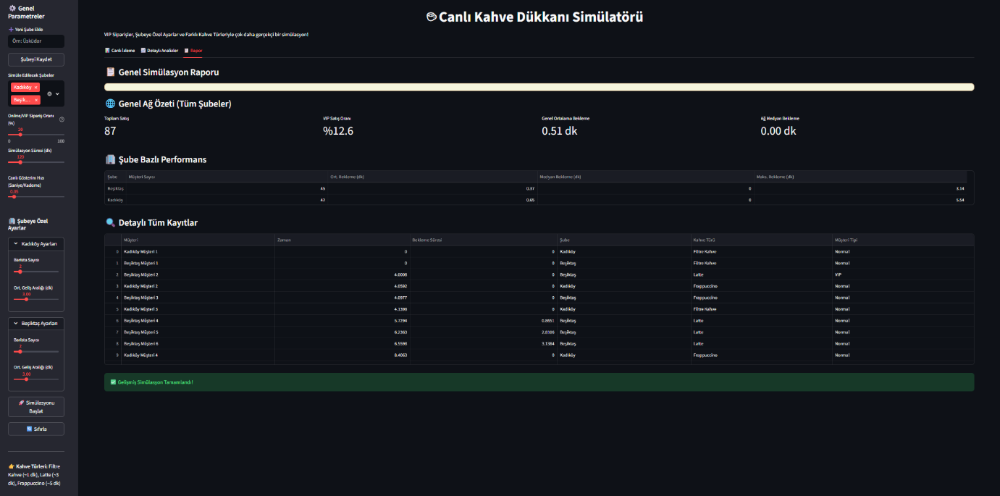 Genel
Parametreler
Yeni Şube Ekle
Örn: Üsküdar
Şubeyi Kaydet
Simüle Edilecek Şubeler
Kadıköy ×
Beşik... ×
Online/VIP Sipariş Oranı
(%)
20
0 100
Simülasyon Süresi (dk)
120
Canlı Gösterim Hızı
(Saniye/Kademe)
0.05
Şubeye Özel
Ayarlar
Kadıköy Ayarları
Barista Sayısı
2
Ort. Geliş Aralığı (dk)
3.00
Beşiktaş Ayarları
Barista Sayısı
2
Ort. Geliş Aralığı (dk)
3.00
Simülasyonu
Başlat
Sıfırla
Kahve Türleri: Filtre
Kahve (~1 dk), Latte (~3
dk), Frappuccino (~5 dk)
Canlı Kahve Dükkanı Simülatörü
VIP Siparişler, Şubeye Özel Ayarlar ve Farklı Kahve Türleriyle çok daha gerçekçi bir simülasyon!
Canlı İzleme Detaylı Analizler Rapor
Genel Simülasyon Raporu
Genel Ağ Özeti (Tüm Şubeler)
Toplam Satış VIP Satış Oranı Genel Ortalama Bekleme Ağ Medyan Bekleme
87 %12.6 0.51 dk 0.00 dk
Şube Bazlı Performans
Şube Müşteri Sayısı Ort. Bekleme (dk) Medyan Bekleme (dk) Maks. Bekleme (dk)
Beşiktaş 45 0.37 0 3.14
Kadıköy 42 0.65 0 5.54
Detaylı Tüm Kayıtlar
Müşteri Zaman Bekleme Süresi Şube Kahve Türü Müşteri Tipi
0 Kadıköy Müşteri 1 0 0 Kadıköy Filtre Kahve Normal
1 Beşiktaş Müşteri 1 0 0 Beşiktaş Filtre Kahve Normal
2 Beşiktaş Müşteri 2 4.0008 0 Beşiktaş Latte VIP
3 Kadıköy Müşteri 2 4.0592 0 Kadıköy Frappuccino Normal
4 Beşiktaş Müşteri 3 4.0977 0 Beşiktaş Frappuccino Normal
5 Kadıköy Müşteri 3 4.1398 0 Kadıköy Filtre Kahve Normal
6 Beşiktaş Müşteri 4 5.7294 0.8651 Beşiktaş Latte Normal
7 Beşiktaş Müşteri 5 6.2363 2.8106 Beşiktaş Latte Normal
8 Beşiktaş Müşteri 6 6.5598 3.1384 Beşiktaş Latte Normal
9 Kadıköy Müşteri 4 8.4063 0 Kadıköy Frappuccino Normal
Gelişmiş Simülasyon Tamamlandı!